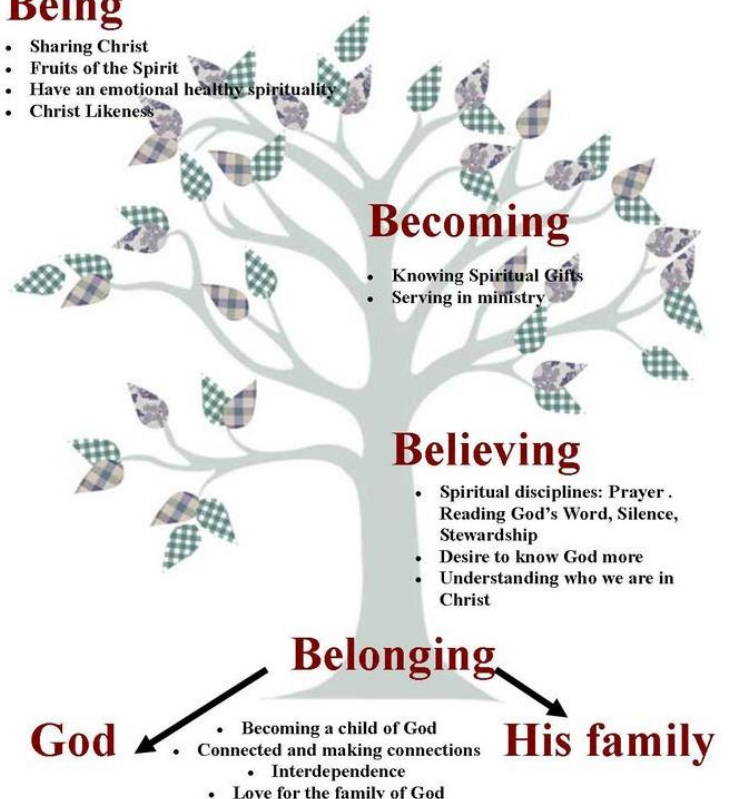 Being
• Sharing Christ
• Fruits of the Spirit
• Have an emotional healthy spirituality
• Christ Likeness
Becoming
• Knowing Spiritual Gifts
• Serving in ministry
Believing
• Spiritual disciplines: Prayer .
Reading God's Word, Silence,
Stewardship
• Desire to know God more
• Understanding who we are in
Christ
Belonging
God
His family
• Becoming a child of God
• Connected and making connections
• Interdependence
• Love for the family of God